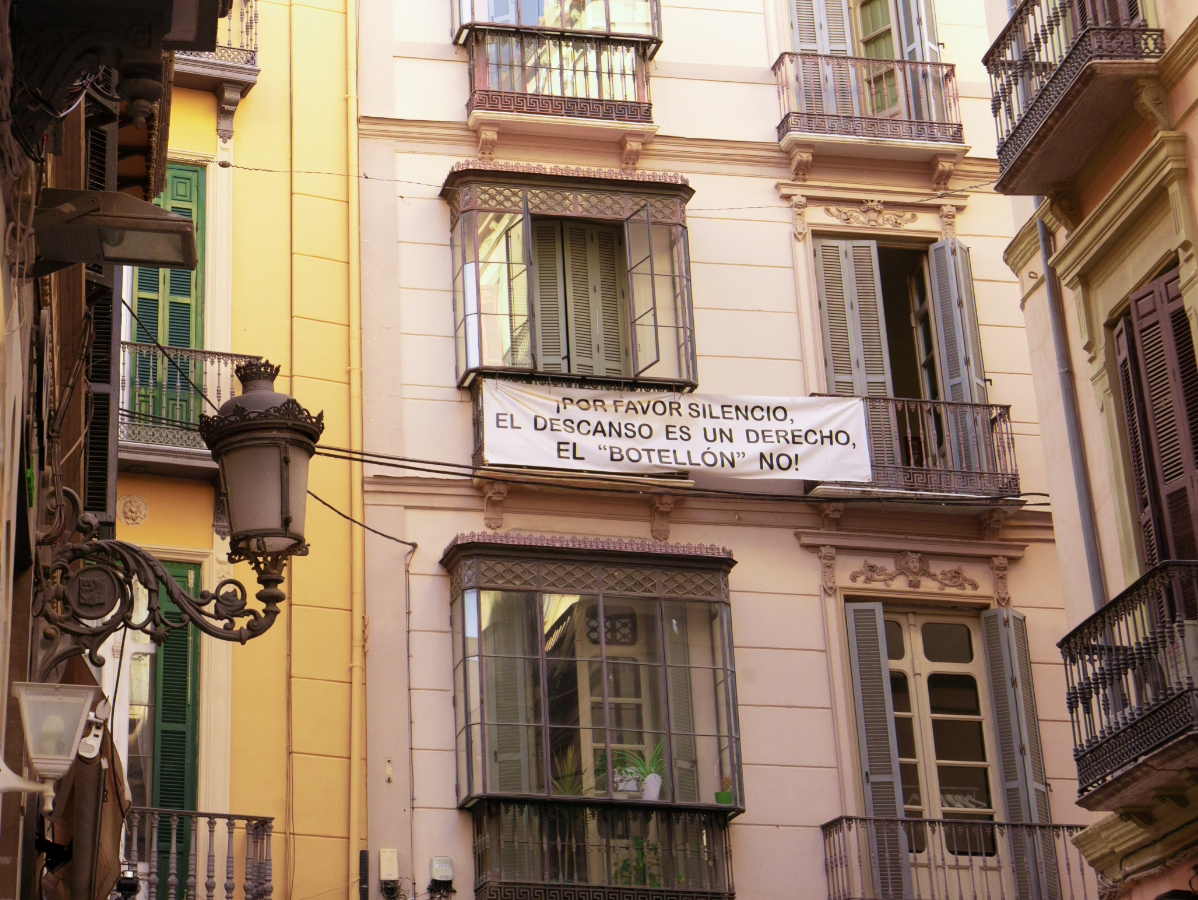 ¡POR FAVOR SILENCIO,
EL DESCANSO ES UN DERECHO,
EL “BOTELLÓN” NO!